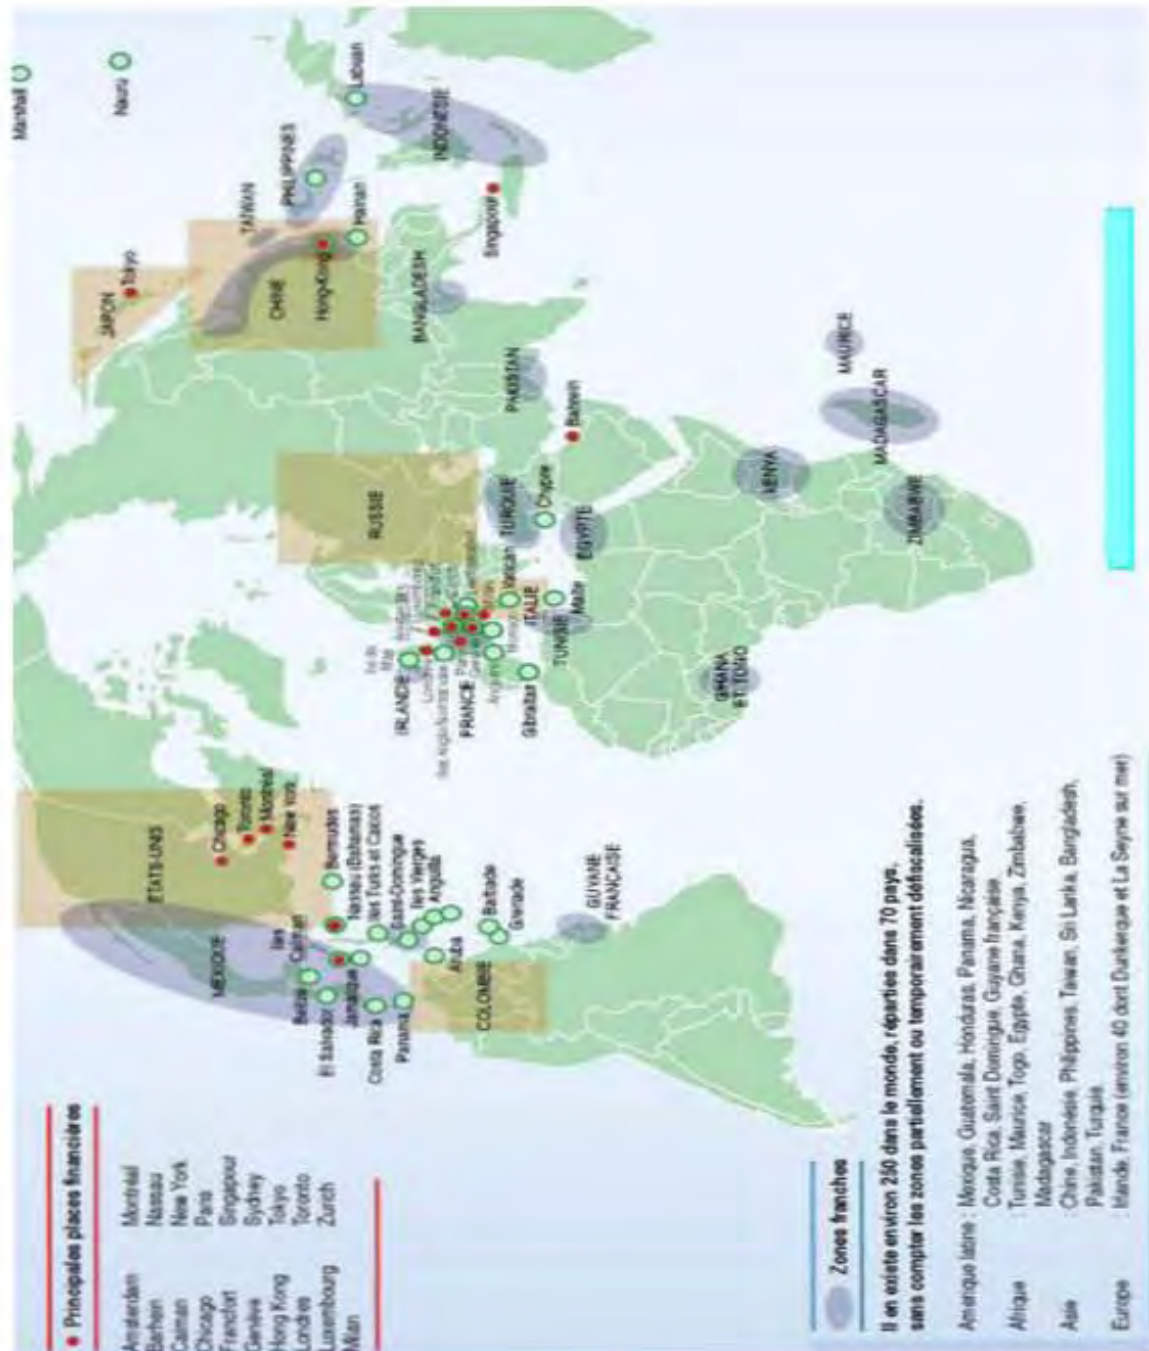 Principales places financières
Amsterdam Montréal
Barhein Nassau
Caïman New York
Chicago Paris
Francfort Singapour
Genève Sydney
Hong Kong Tokyo
Londres Toronto
Luxembourg Zurich
Milan
Zones franches
Il en existe environ 250 dans le monde, réparties dans 70 pays,
sans compter les zones partiellement ou temporairement défiscalisées.
Amérique latine : Mexique, Guatemala, Honduras, Panama, Nicaragua,
Costa Rica, Saint Domingue, Guyane française
Afrique : Tunisie, Maurice, Togo, Egypte, Ghana, Kenya, Zimbabwe,
Madagascar
Asie : Chine, Indonésie, Philippines, Taiwan, Sri Lanka, Bangladesh,
Pakistan, Turquie
Europe : Irlande, France (environ 40 dont Dunkerque et La Seyne sur mer)
ETATS-UNIS
Chicago
Toronto
Montréal
New York
MEXIQUE
Iles
Caïman
Bermudes
Nassau (Bahamas)
Iles Turks et Caicos
Saint-Domingue
Iles Vierges
Anguilla
Belize
El Salvador
Jamaïque
Costa Rica
Panama
Aruba
Barbade
Grenade
COLOMBIE
GUYANE
FRANCAISE
IRLANDE
Londres
FRANCE
Gibraltar
Vatican
ITALIE
Malte
TUNISIE
GHANA
ET TOGO
RUSSIE
TURQUIE
Chypre
EGYPTE
KENYA
ZIMBABWE
MADAGASCAR
MAURICE
Bahrein
PAKISTAN
BANGLADESH
JAPON
Tokyo
CHINE
Hong-Kong
TAIWAN
PHILIPPINES
Hainan
Singapour
INDONESIE
Labuan
Marshall
Nauru